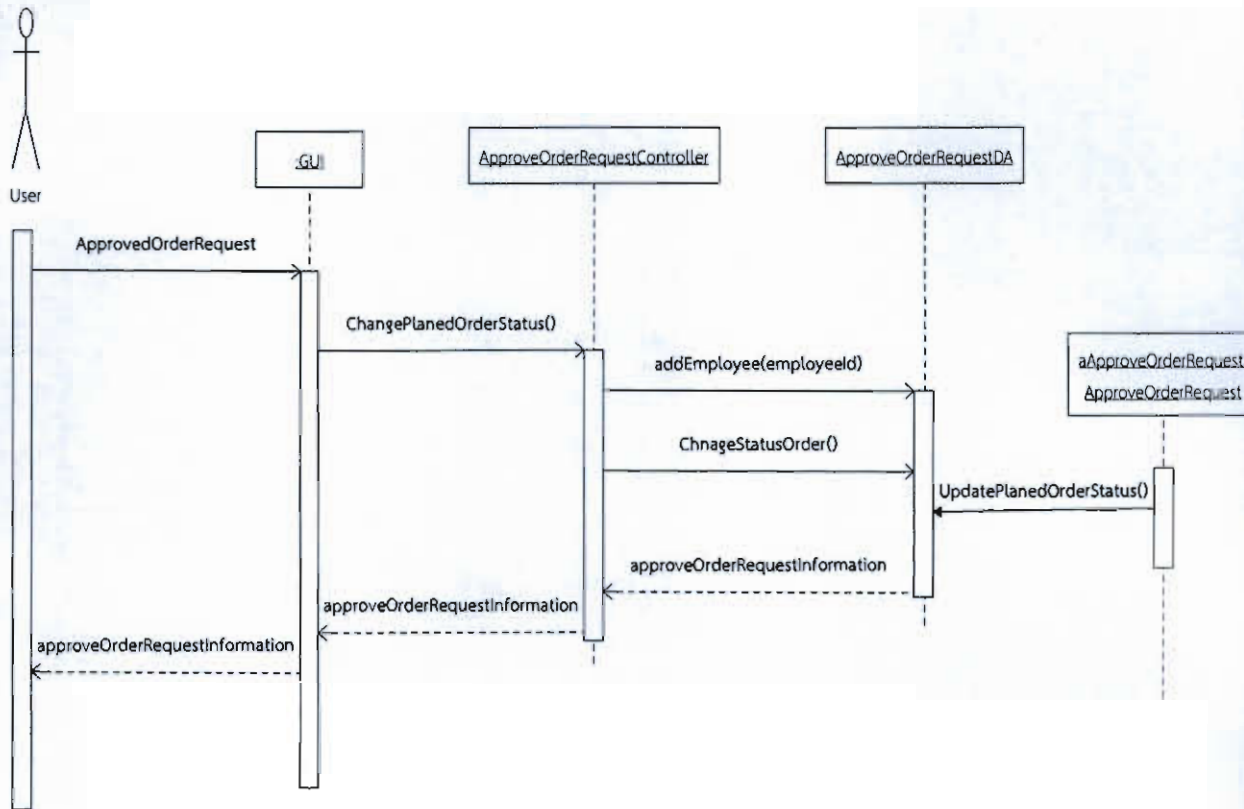 User
:GUI
ApproveOrderRequestController
ApproveOrderRequestDA
ApprovedOrderRequest
ChangePlanedOrderStatus()
addEmployee(employeeId)
aApproveOrderRequest
ApproveOrderRequest
ChnageStatusOrder()
UpdatePlanedOrderStatus()
approveOrderRequestInformation
approveOrderRequestInformation
approveOrderRequestInformation